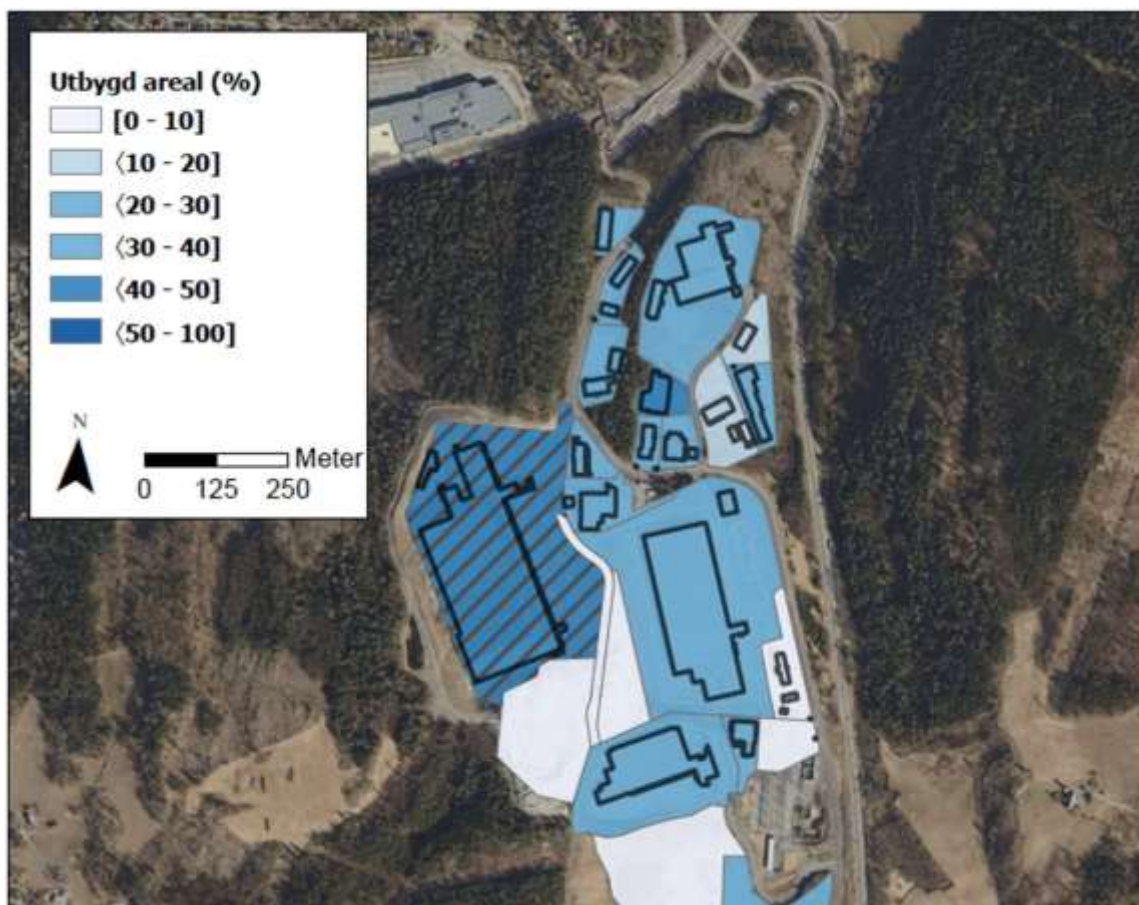 Utbygd areal (%)
[0 - 10]
⟨10 - 20]
⟨20 - 30]
⟨30 - 40]
⟨40 - 50]
⟨50 - 100]
N
Meter
0 125 250